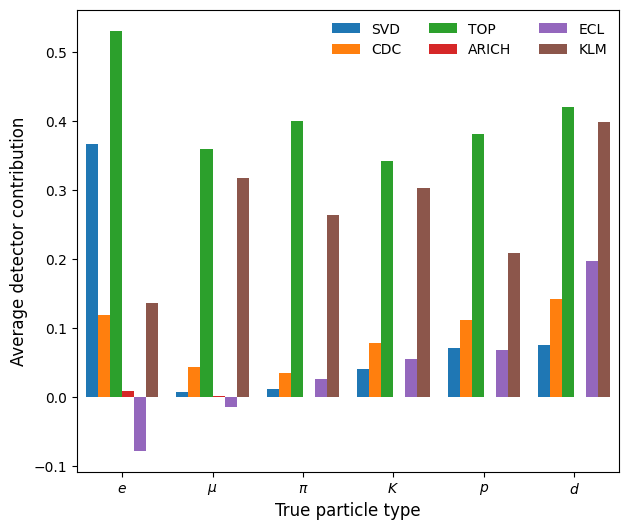 SVD TOP ECL
CDC ARICH KLM
0.5
0.4
0.3
0.2
0.1
0.0
−0.1
Average detector contribution
e μ π K p d
True particle type